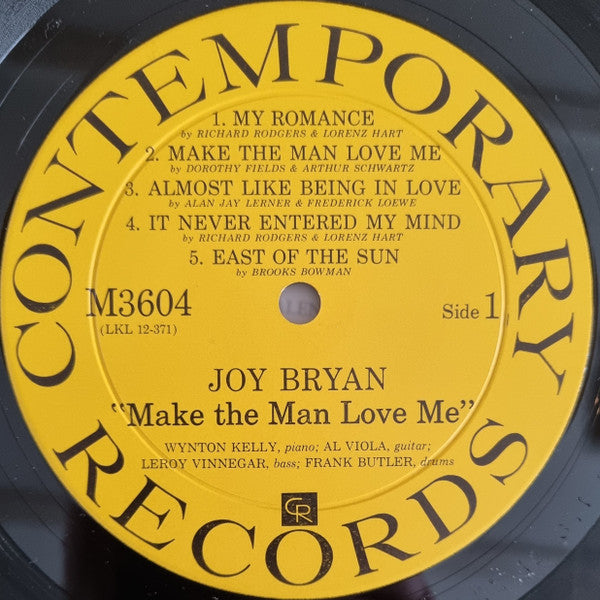 CONTEMPORARY
1. MY ROMANCE
by RICHARD RODGERS & LORENZ HART
2. MAKE THE MAN LOVE ME
by DOROTHY FIELDS & ARTHUR SCHWARTZ
3. ALMOST LIKE BEING IN LOVE
by ALAN JAY LERNER & FREDERICK LOEWE
4. IT NEVER ENTERED MY MIND
by RICHARD RODGERS & LORENZ HART
5. EAST OF THE SUN
by BROOKS BOWMAN
M3604
(LKL 12-371)
Side 1
JOY BRYAN
"Make the Man Love Me"
WYNTON KELLY, piano; AL VIOLA, guitar;
LEROY VINNEGAR, bass; FRANK BUTLER, drums
CR
RECORDS